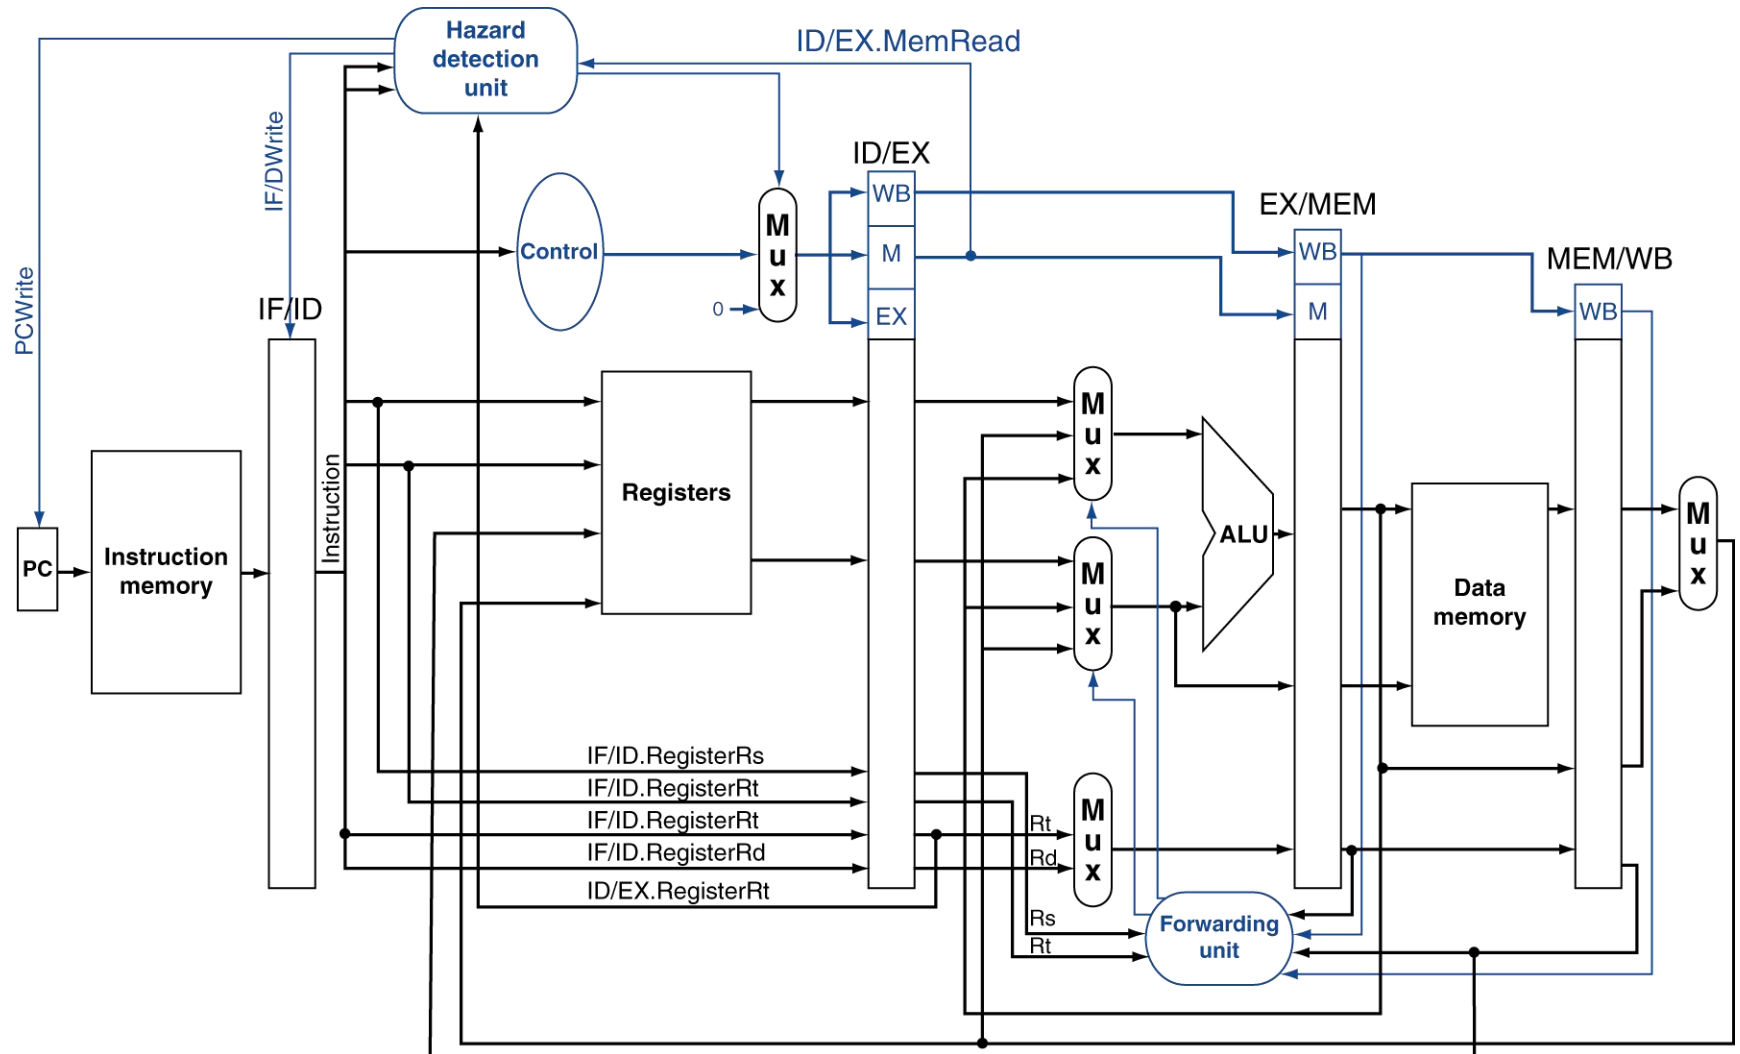 Hazard
detection
unit
ID/EX.MemRead
IF/DWrite
PCWrite
ID/EX
WB
M
EX
Control
M
u
x
0
EX/MEM
WB
M
MEM/WB
WB
IF/ID
PC
Instruction
memory
Instruction
Registers
M
u
x
M
u
x
ALU
Data
memory
M
u
x
IF/ID.RegisterRs
IF/ID.RegisterRt
IF/ID.RegisterRt
IF/ID.RegisterRd
ID/EX.RegisterRt
Rt
Rd
M
u
x
Rs
Rt
Forwarding
unit